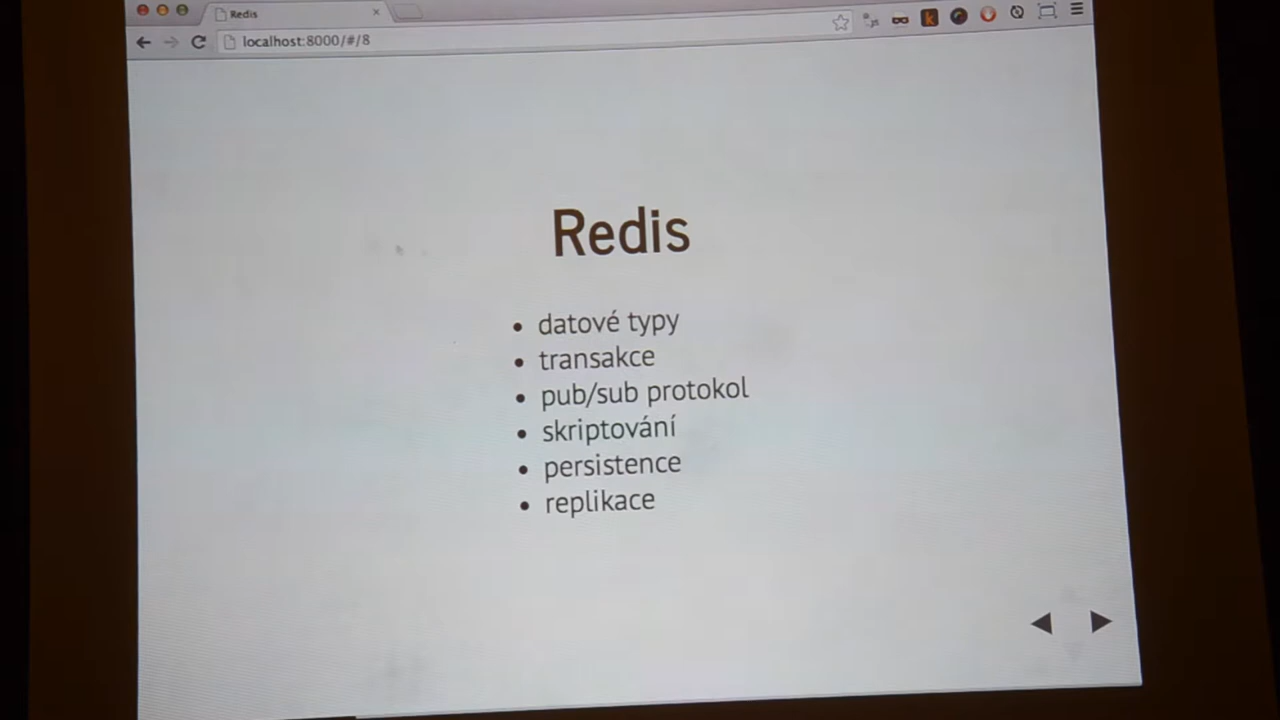 Redis
localhost:8000/#/8
Redis
datové typy
transakce
pub/sub protokol
skriptování
persistence
replikace